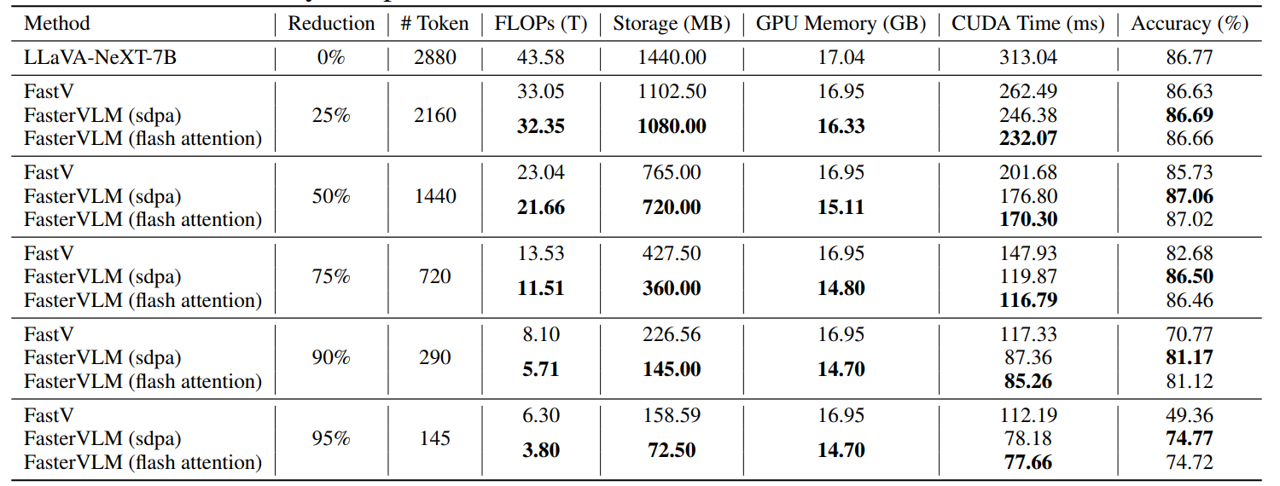 Method Reduction # Token FLOPs (T) Storage (MB) GPU Memory (GB) CUDA Time (ms) Accuracy (%)
LLaVA-NeXT-7B 0% 2880 43.58 1440.00 17.04 313.04 86.77
FastV 33.05 1102.50 16.95 262.49 86.63
FasterVLM (sdpa) 246.38 86.69
25% 2160 32.35 1080.00 16.33
FasterVLM (flash attention) 232.07 86.66
FastV 23.04 765.00 16.95 201.68 85.73
FasterVLM (sdpa) 176.80 87.06
50% 1440 21.66 720.00 15.11
FasterVLM (flash attention) 170.30 87.02
FastV 13.53 427.50 16.95 147.93 82.68
FasterVLM (sdpa) 119.87 86.50
75% 720 11.51 360.00 14.80
FasterVLM (flash attention) 116.79 86.46
FastV 8.10 226.56 16.95 117.33 70.77
FasterVLM (sdpa) 87.36 81.17
90% 290 5.71 145.00 14.70
FasterVLM (flash attention) 85.26 81.12
FastV 6.30 158.59 16.95 112.19 49.36
FasterVLM (sdpa) 78.18 74.77
95% 145 3.80 72.50 14.70
FasterVLM (flash attention) 77.66 74.72